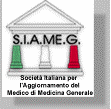 S.I.A.ME.G.
Società Italiana per
l'Aggiornamento del
Medico di Medicina Generale